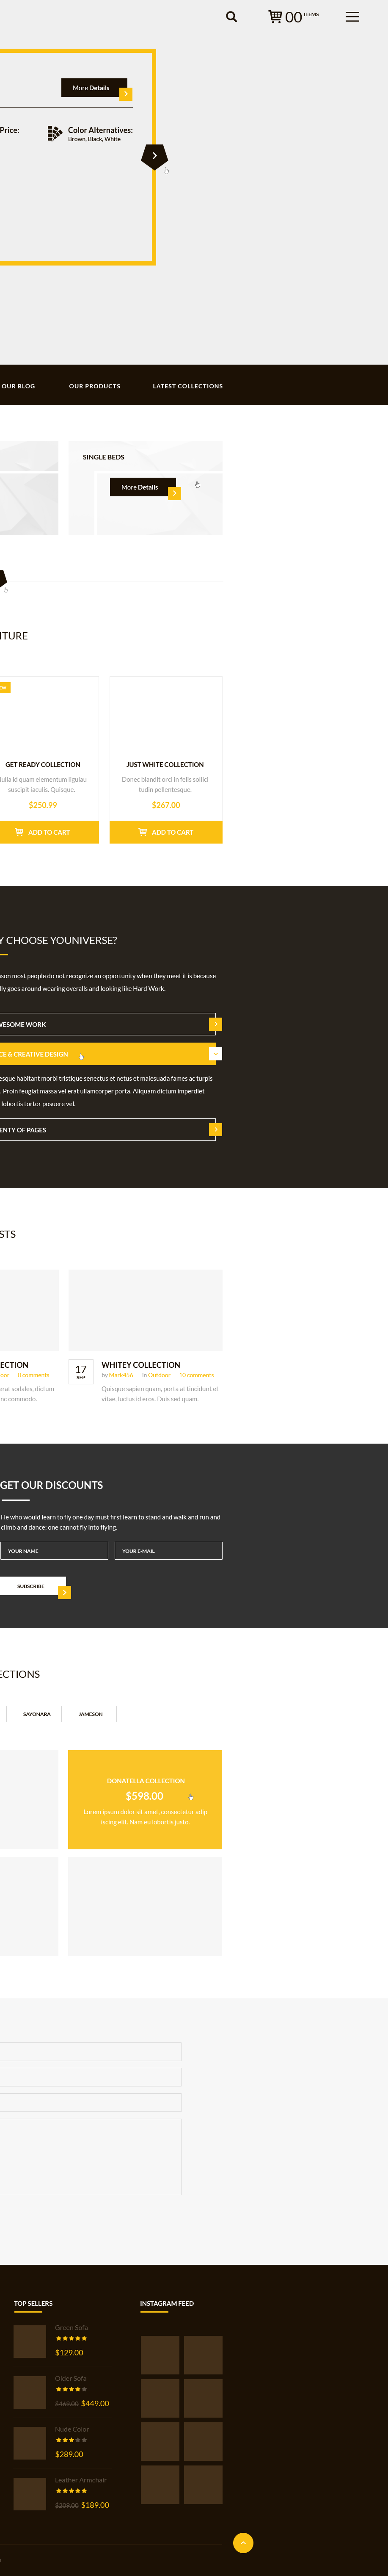 00 ITEMS
More Details
Price:
Color Alternatives:
Brown, Black, White
OUR BLOG
OUR PRODUCTS
LATEST COLLECTIONS
SINGLE BEDS
More Details
ITURE
GET READY COLLECTION
Nulla id quam elementum ligulau
suscipit iaculis. Quisque.
$250.99
ADD TO CART
JUST WHITE COLLECTION
Donec blandit orci in felis sollici
tudin pellentesque.
$267.00
ADD TO CART
Y CHOOSE YOUNIVERSE?
son most people do not recognize an opportunity when they meet it is because
lly goes around wearing overalls and looking like Hard Work.
WESOME WORK
CE & CREATIVE DESIGN
esque habitant morbi tristique senectus et netus et malesuada fames ac turpis
. Proin feugiat massa vel erat ullamcorper porta. Aliquam dictum imperdiet
lobortis tortor posuere vel.
ENTY OF PAGES
STS
ECTION
0 comments
erat sodales, dictum
nc commodo.
17
SEP
WHITEY COLLECTION
by Mark456 in Outdoor 10 comments
Quisque sapien quam, porta at tincidunt et
vitae, luctus id eros. Duis sed quam.
GET OUR DISCOUNTS
He who would learn to fly one day must first learn to stand and walk and run and
climb and dance; one cannot fly into flying.
YOUR NAME
YOUR E-MAIL
SUBSCRIBE
ECTIONS
SAYONARA
JAMESON
DONATELLA COLLECTION
$598.00
Lorem ipsum dolor sit amet, consectetur adip
iscing elit. Nam eu lobortis justo.
TOP SELLERS
Green Sofa
$129.00
Older Sofa
$469.00 $449.00
Nude Color
$289.00
Leather Armchair
$209.00 $189.00
INSTAGRAM FEED